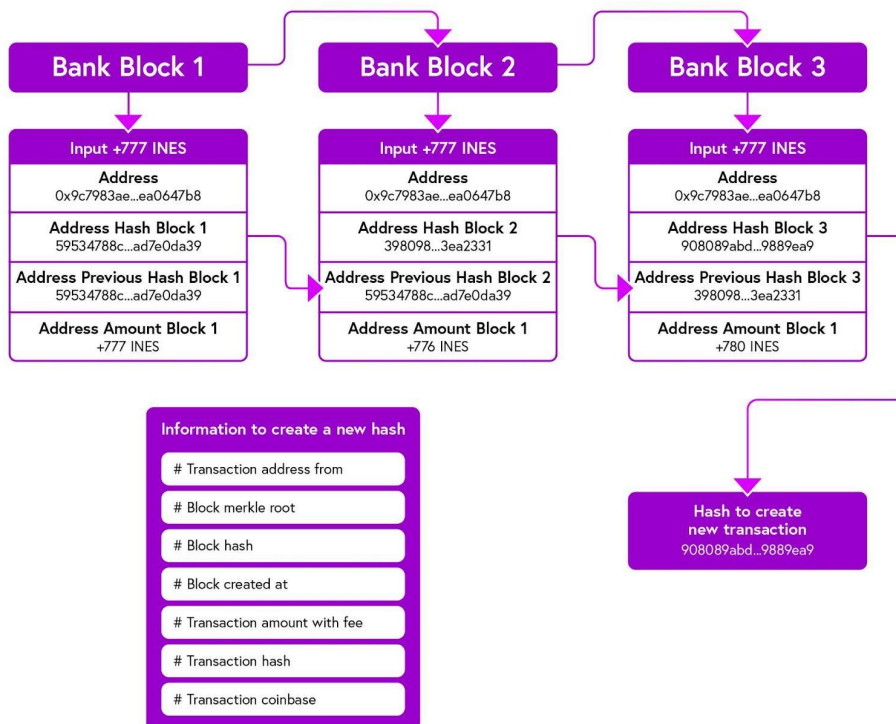 Bank Block 1
Bank Block 2
Bank Block 3
Input +777 INES
Address
0x9c7983ae...ea0647b8
Address Hash Block 1
59534788c...ad7e0da39
Address Previous Hash Block 1
59534788c...ad7e0da39
Address Amount Block 1
+777 INES
Input +777 INES
Address
0x9c7983ae...ea0647b8
Address Hash Block 2
398098...3ea2331
Address Previous Hash Block 2
59534788c...ad7e0da39
Address Amount Block 1
+776 INES
Input +777 INES
Address
0x9c7983ae...ea0647b8
Address Hash Block 3
908089abd...9889ea9
Address Previous Hash Block 3
398098...3ea2331
Address Amount Block 1
+780 INES
Information to create a new hash
# Transaction address from
# Block merkle root
# Block hash
# Block created at
# Transaction amount with fee
# Transaction hash
# Transaction coinbase
Hash to create
new transaction
908089abd...9889ea9